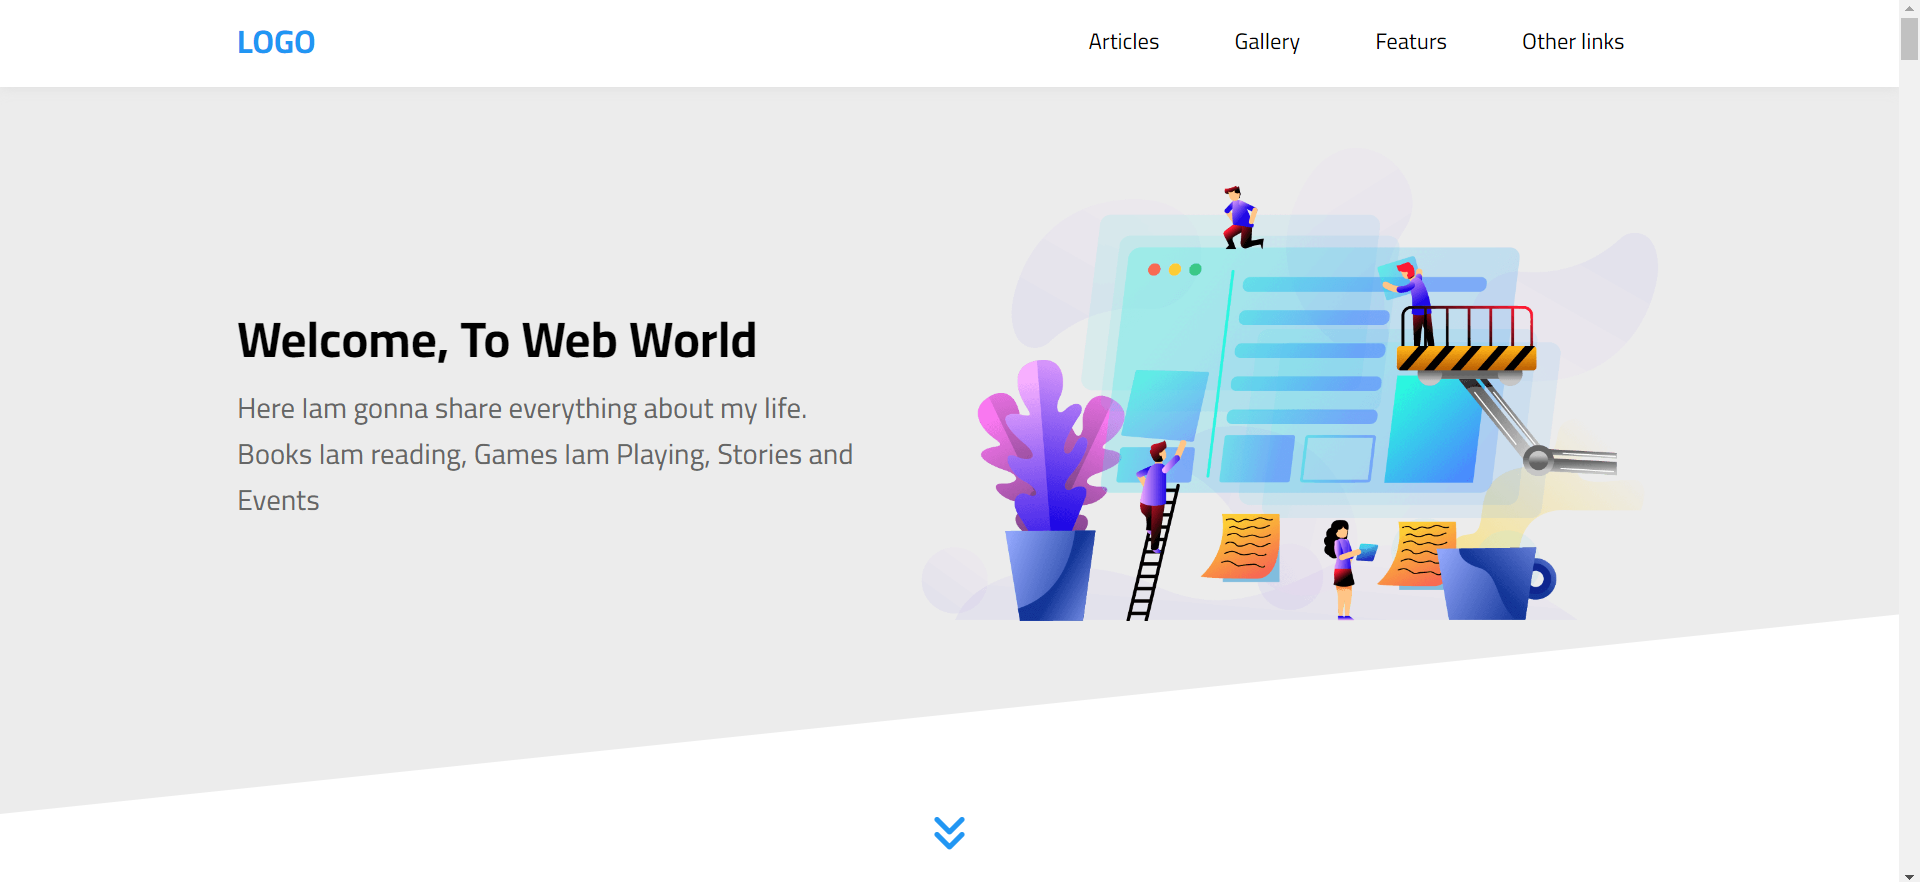 LOGO
Articles
Gallery
Featurs
Other links
Welcome, To Web World
Here Iam gonna share everything about my life.
Books Iam reading, Games Iam Playing, Stories and
Events